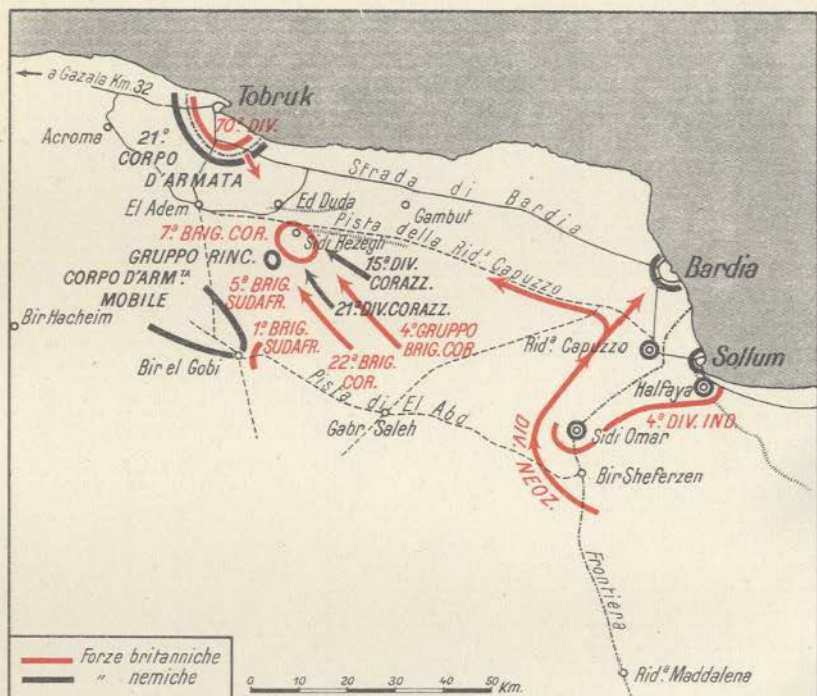 a Gazala Km. 32
Tobruk
Acroma
70ª DIV.
21º
CORPO
D'ARMATA
Strada di Bardia
El Adem
Ed Duda
Gambut
7ª BRIG. COR.
Sidi Rezegh
Pista della Ridª Capuzzo
GRUPPO RINC.
15ª DIV.
CORAZZ.
Bardia
CORPO D'ARMᵀᴬ
MOBILE
5ª BRIG.
SUDAFR.
21ª DIV. CORAZZ.
Bir Hacheim
1ª BRIG.
SUDAFR.
4º GRUPPO
BRIG. COR.
Ridª Capuzzo
Sollum
Bir el Gobi
22ª BRIG.
COR.
Halfaya
Pista di El Abd
4ª DIV. IND.
Gabr Saleh
Sidi Omar
DIV. NEOZ.
Bir Sheferzen
Frontiera
Forze britanniche
" nemiche
0 10 20 30 40 50 Km.
Ridª Maddalena